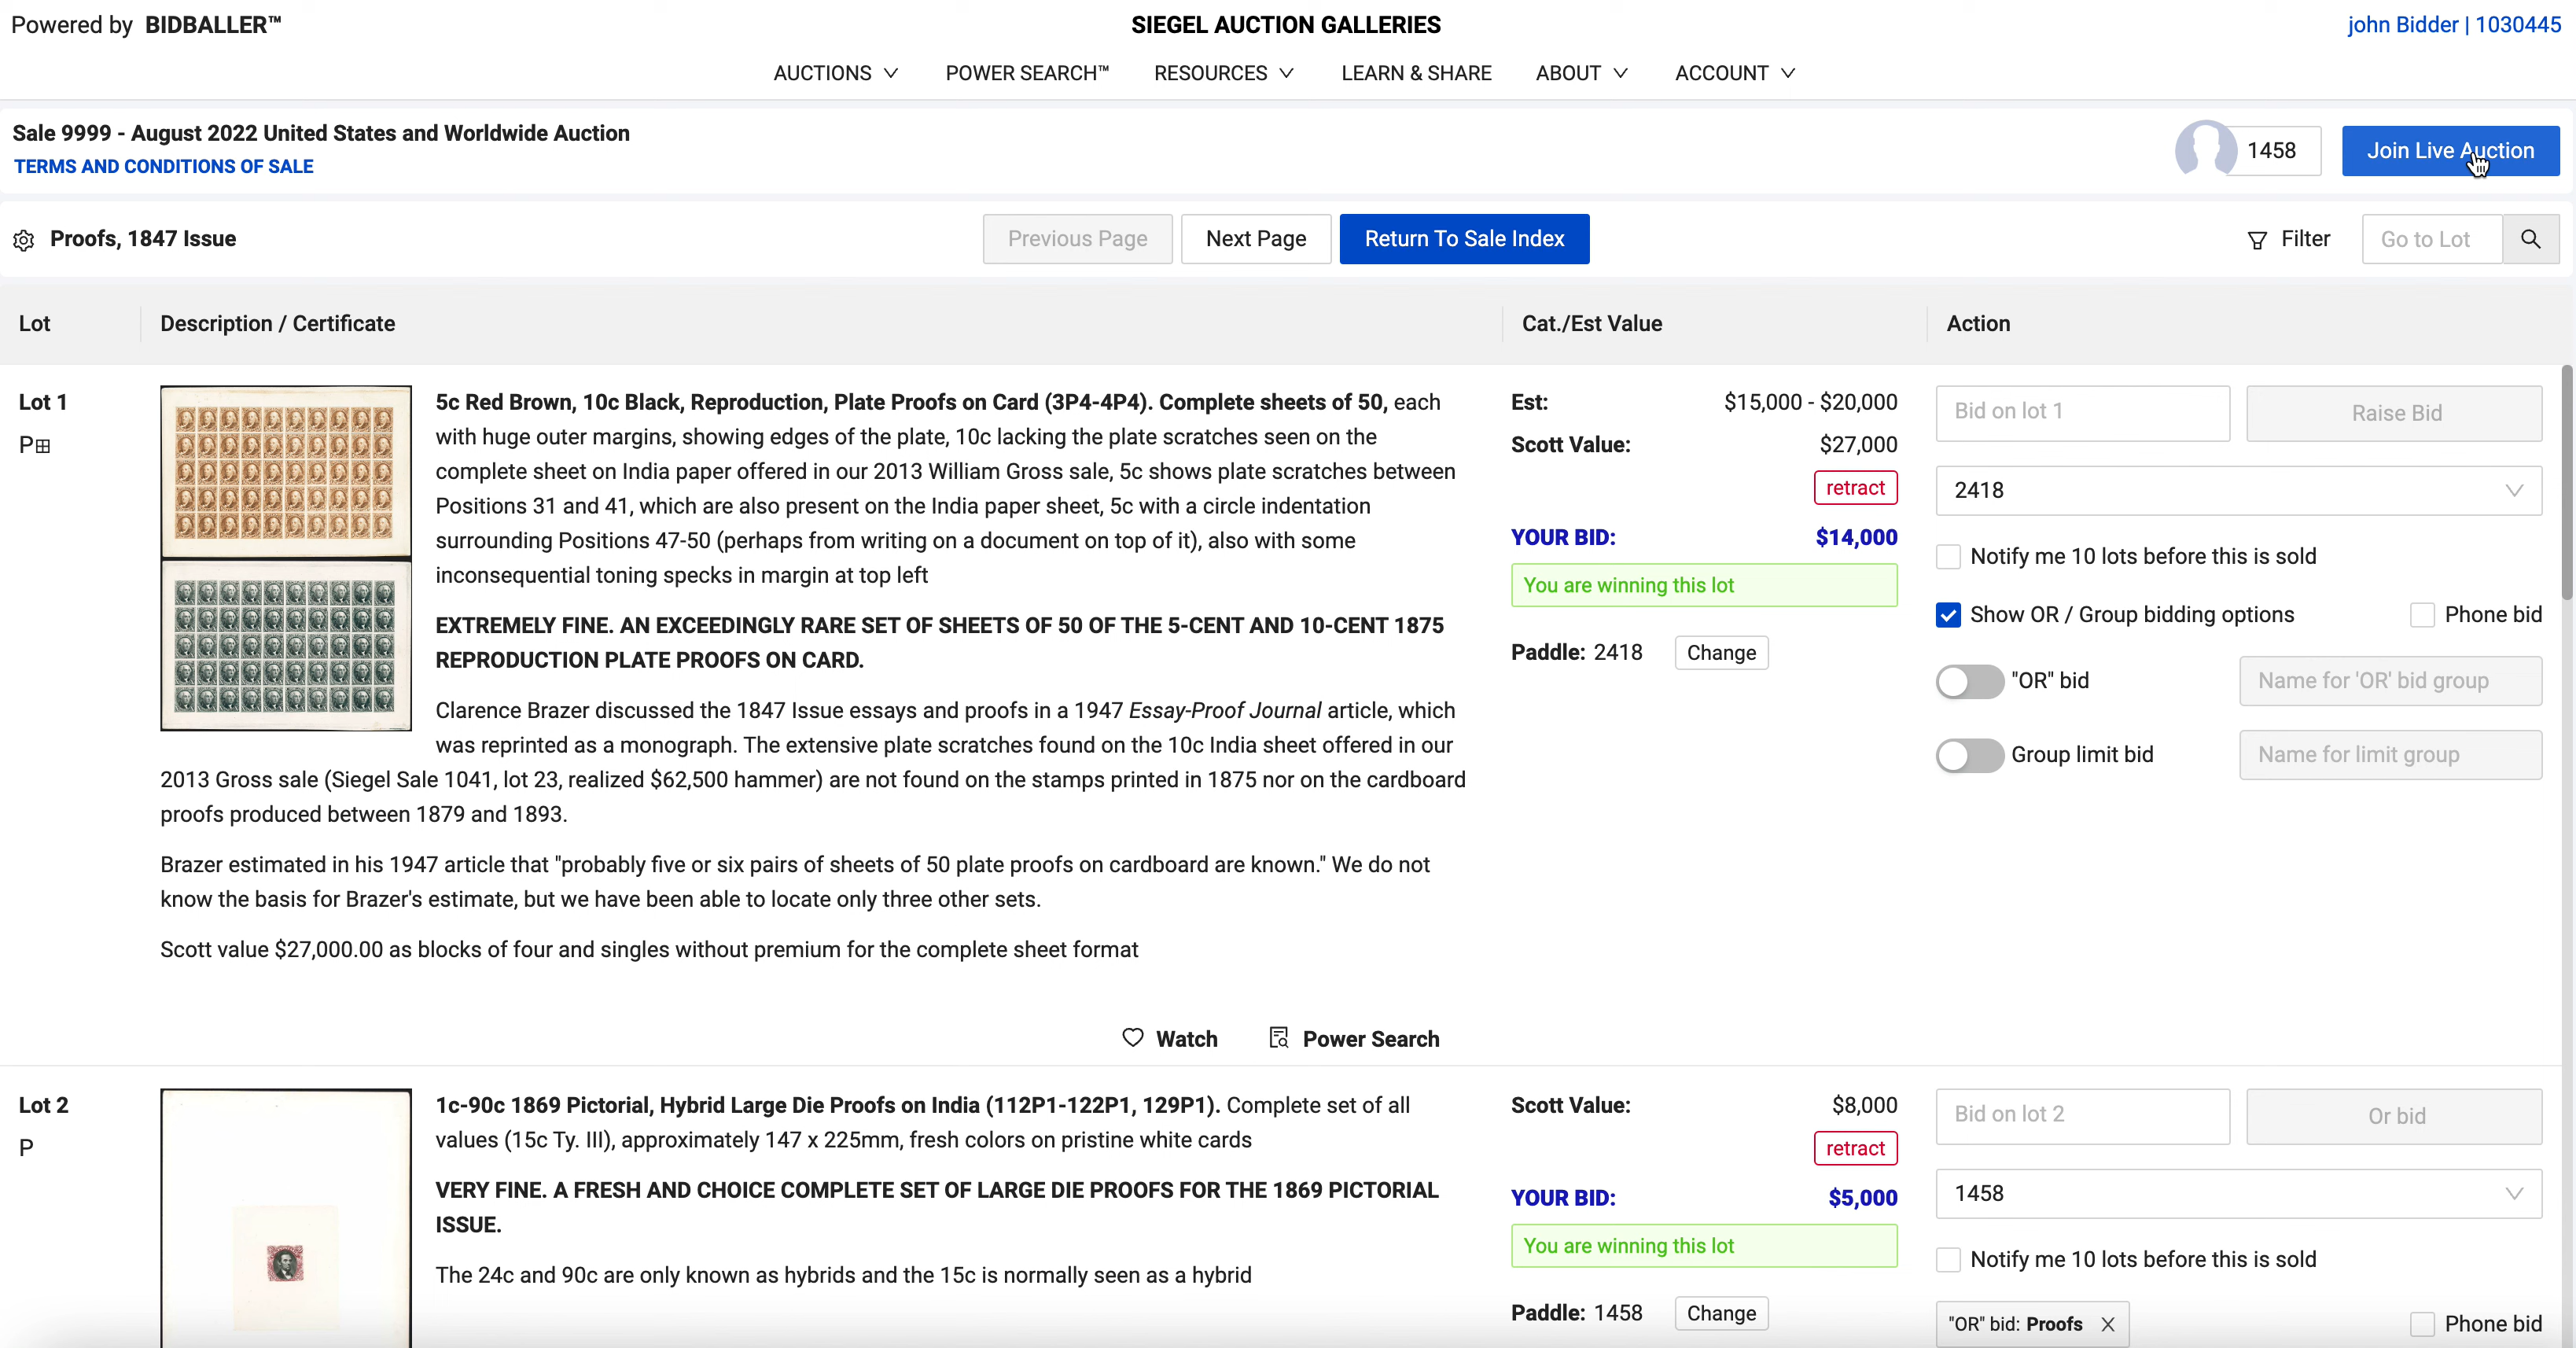 Powered by BIDBALLER™
SIEGEL AUCTION GALLERIES
john Bidder | 1030445
AUCTIONS
POWER SEARCH™
RESOURCES
LEARN & SHARE
ABOUT
ACCOUNT
Sale 9999 - August 2022 United States and Worldwide Auction
TERMS AND CONDITIONS OF SALE
1458
Join Live Auction
Proofs, 1847 Issue
Previous Page
Next Page
Return To Sale Index
Filter
Go to Lot
Lot
Description / Certificate
Cat./Est Value
Action
Lot 1
P
5c Red Brown, 10c Black, Reproduction, Plate Proofs on Card (3P4-4P4). Complete sheets of 50, each
with huge outer margins, showing edges of the plate, 10c lacking the plate scratches seen on the
complete sheet on India paper offered in our 2013 William Gross sale, 5c shows plate scratches between
Positions 31 and 41, which are also present on the India paper sheet, 5c with a circle indentation
surrounding Positions 47-50 (perhaps from writing on a document on top of it), also with some
inconsequential toning specks in margin at top left
EXTREMELY FINE. AN EXCEEDINGLY RARE SET OF SHEETS OF 50 OF THE 5-CENT AND 10-CENT 1875
REPRODUCTION PLATE PROOFS ON CARD.
Clarence Brazer discussed the 1847 Issue essays and proofs in a 1947 Essay-Proof Journal article, which
was reprinted as a monograph. The extensive plate scratches found on the 10c India sheet offered in our
2013 Gross sale (Siegel Sale 1041, lot 23, realized $62,500 hammer) are not found on the stamps printed in 1875 nor on the cardboard
proofs produced between 1879 and 1893.
Brazer estimated in his 1947 article that "probably five or six pairs of sheets of 50 plate proofs on cardboard are known." We do not
know the basis for Brazer's estimate, but we have been able to locate only three other sets.
Scott value $27,000.00 as blocks of four and singles without premium for the complete sheet format
Watch
Power Search
Est: $15,000 - $20,000
Scott Value: $27,000
retract
YOUR BID: $14,000
You are winning this lot
Paddle: 2418 Change
Bid on lot 1
Raise Bid
2418
Notify me 10 lots before this is sold
Show OR / Group bidding options
Phone bid
"OR" bid
Name for 'OR' bid group
Group limit bid
Name for limit group
Lot 2
P
1c-90c 1869 Pictorial, Hybrid Large Die Proofs on India (112P1-122P1, 129P1). Complete set of all
values (15c Ty. III), approximately 147 x 225mm, fresh colors on pristine white cards
VERY FINE. A FRESH AND CHOICE COMPLETE SET OF LARGE DIE PROOFS FOR THE 1869 PICTORIAL
ISSUE.
The 24c and 90c are only known as hybrids and the 15c is normally seen as a hybrid
Scott Value: $8,000
retract
YOUR BID: $5,000
You are winning this lot
Paddle: 1458 Change
Bid on lot 2
Or bid
1458
Notify me 10 lots before this is sold
"OR" bid: Proofs X
Phone bid